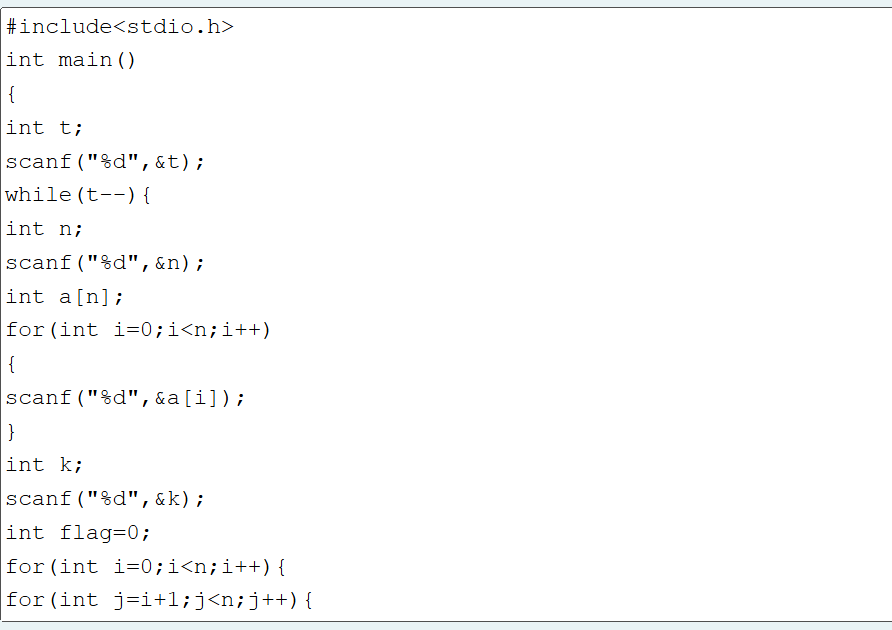 #include<stdio.h>
int main()
{
int t;
scanf("%d",&t);
while(t--){
int n;
scanf("%d",&n);
int a[n];
for(int i=0;i<n;i++)
{
scanf("%d",&a[i]);
}
int k;
scanf("%d",&k);
int flag=0;
for(int i=0;i<n;i++){
for(int j=i+1;j<n;j++){